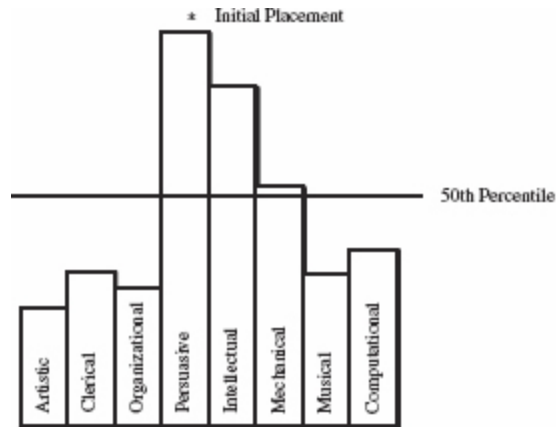 * Initial Placement
50th Percentile
Artistic
Clerical
Organizational
Persuasive
Intellectual
Mechanical
Musical
Computational